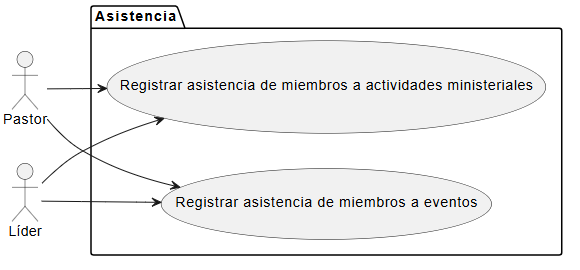 Asistencia
Registrar asistencia de miembros a actividades ministeriales
Pastor
Registrar asistencia de miembros a eventos
Líder